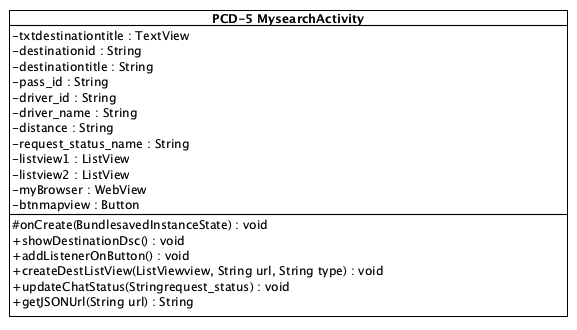 PCD-5 MysearchActivity
-txtdestinationtitle : TextView
-destinationid : String
-destinationtitle : String
-pass_id : String
-driver_id : String
-driver_name : String
-distance : String
-request_status_name : String
-listview1 : ListView
-listview2 : ListView
-myBrowser : WebView
-btnmapview : Button
#onCreate(BundlesavedInstanceState) : void
+showDestinationDsc() : void
+addListenerOnButton() : void
+createDestListView(ListViewview, String url, String type) : void
+updateChatStatus(Stringrequest_status) : void
+getJSONUrl(String url) : String